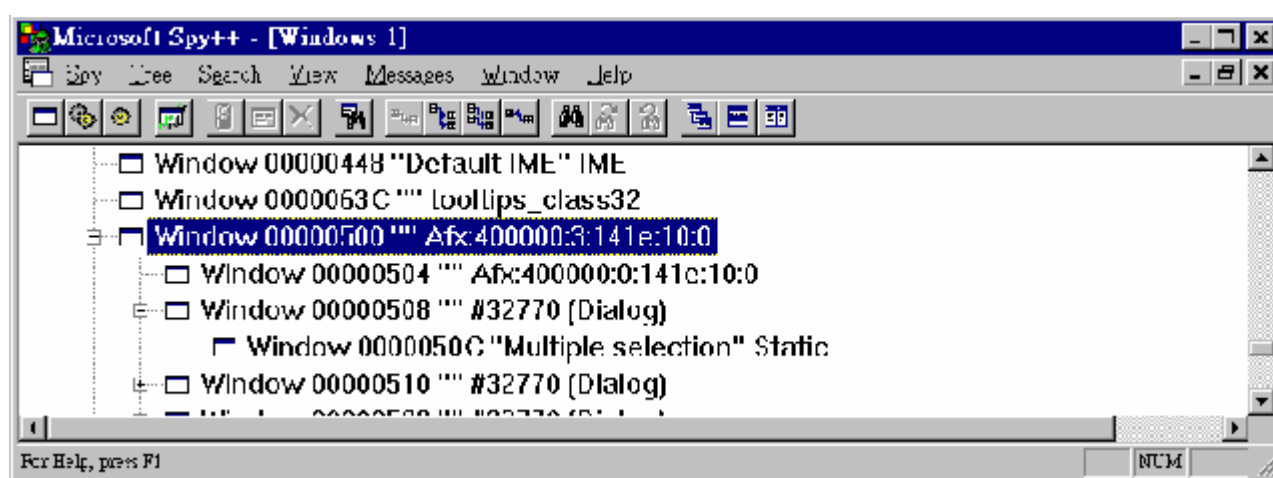 Microsoft Spy++ - [Windows 1]
Spy Tree Search View Messages Window Help
Window 00000448 "Default IME" IME
Window 0000063C "" tooltips_class32
Window 00000500 "" Afx:400000:3:141e:10:0
Window 00000504 "" Afx:400000:0:141e:10:0
Window 00000508 "" #32770 (Dialog)
Window 0000050C "Multiple selection" Static
Window 00000510 "" #32770 (Dialog)
For Help, press F1
NUM